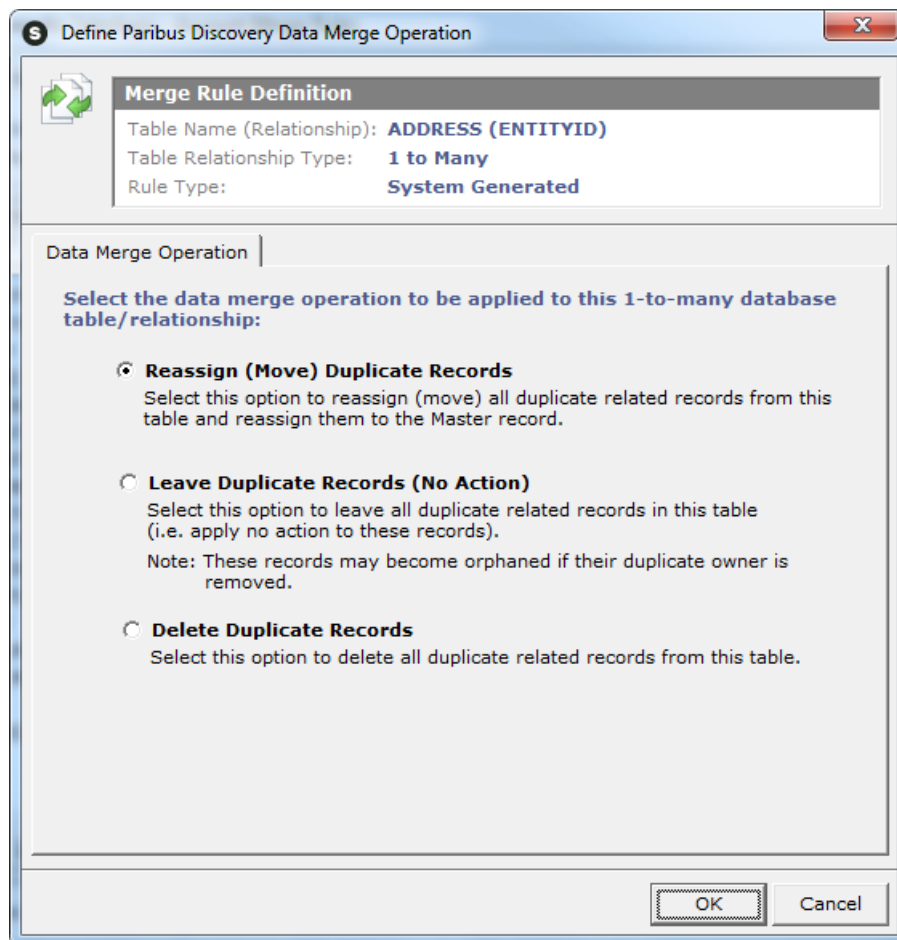 S Define Paribus Discovery Data Merge Operation
Merge Rule Definition
Table Name (Relationship): ADDRESS (ENTITYID)
Table Relationship Type: 1 to Many
Rule Type: System Generated
Data Merge Operation
Select the data merge operation to be applied to this 1-to-many database
table/relationship:
Reassign (Move) Duplicate Records
Select this option to reassign (move) all duplicate related records from this
table and reassign them to the Master record.
Leave Duplicate Records (No Action)
Select this option to leave all duplicate related records in this table
(i.e. apply no action to these records).
Note: These records may become orphaned if their duplicate owner is
removed.
Delete Duplicate Records
Select this option to delete all duplicate related records from this table.
OK Cancel